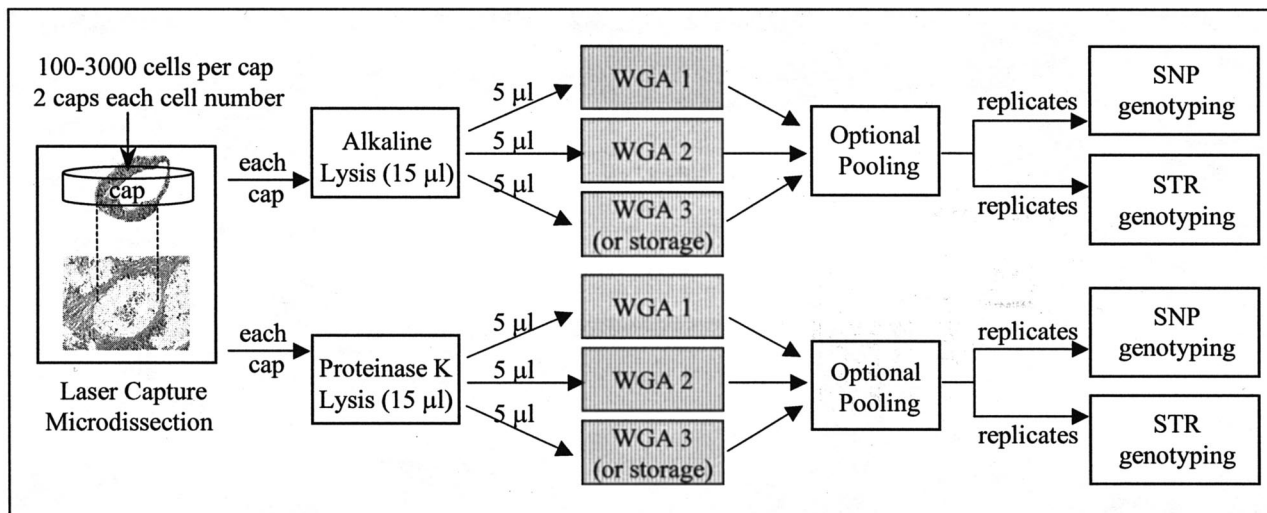 100-3000 cells per cap
2 caps each cell number
cap
Laser Capture
Microdissection
each
cap
Alkaline
Lysis (15 µl)
5 µl
5 µl
5 µl
WGA 1
WGA 2
WGA 3
(or storage)
Optional
Pooling
replicates
replicates
SNP
genotyping
STR
genotyping
each
cap
Proteinase K
Lysis (15 µl)
5 µl
5 µl
5 µl
WGA 1
WGA 2
WGA 3
(or storage)
Optional
Pooling
replicates
replicates
SNP
genotyping
STR
genotyping